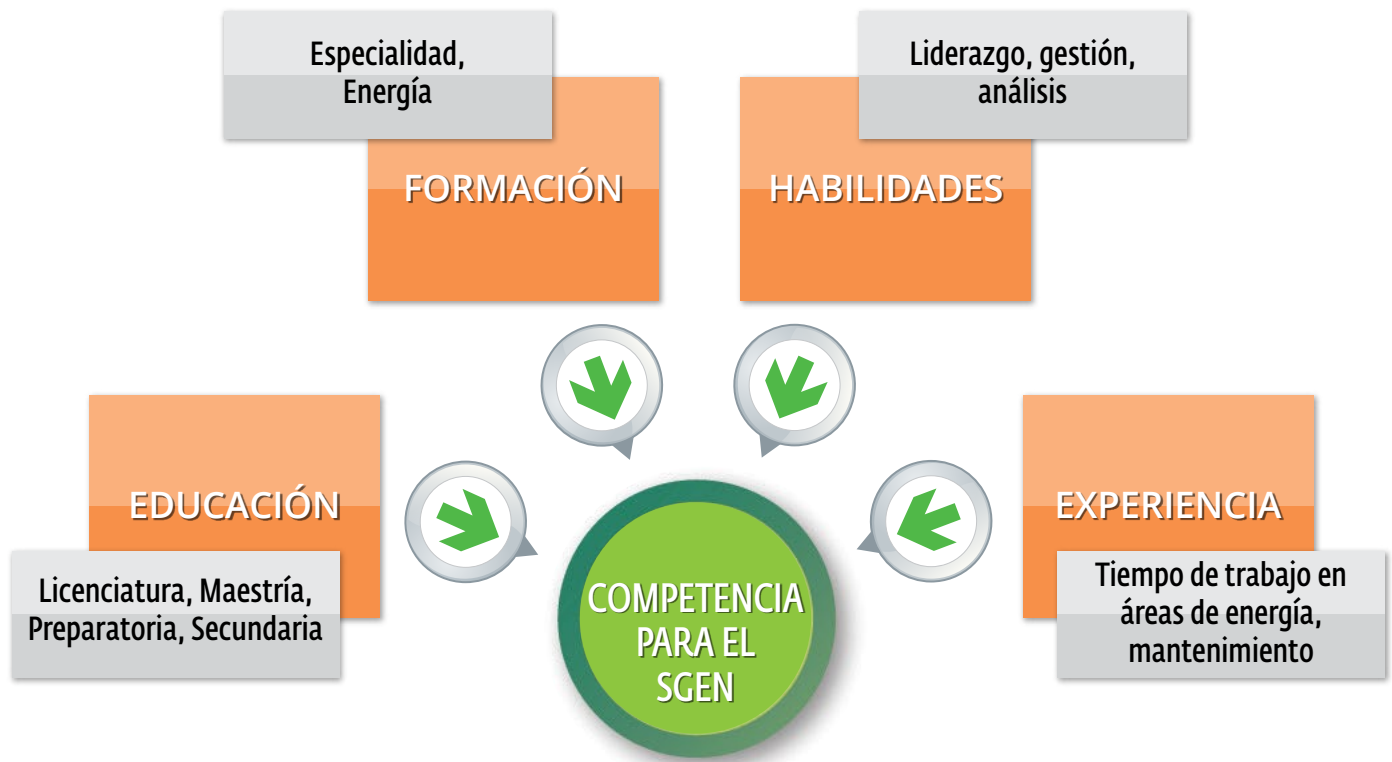 Especialidad,
Energía
FORMACIÓN
Liderazgo, gestión,
análisis
HABILIDADES
EDUCACIÓN
Licenciatura, Maestría,
Preparatoria, Secundaria
EXPERIENCIA
Tiempo de trabajo en
áreas de energía,
mantenimiento
COMPETENCIA
PARA EL
SGEN